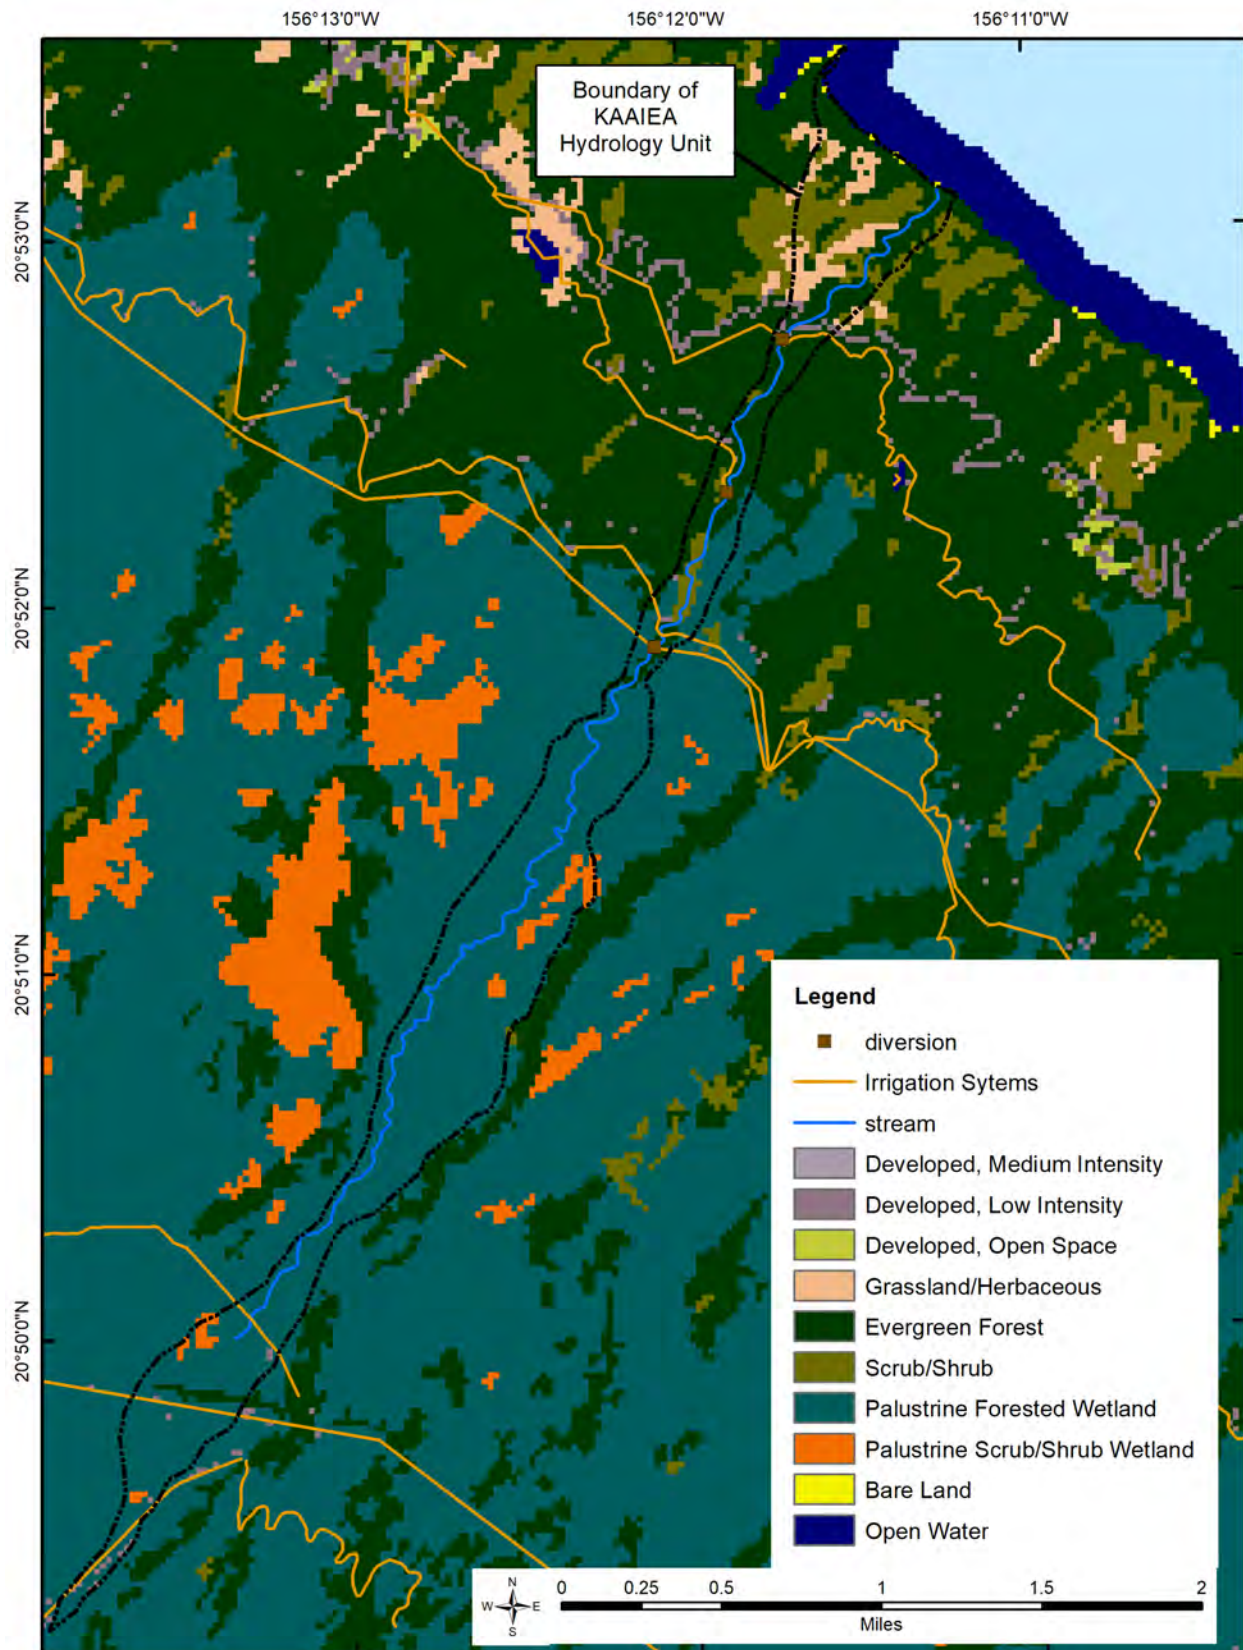 156°13'0"W
156°12'0"W
156°11'0"W
Boundary of
KAAIEA
Hydrology Unit
20°53'0"N
20°52'0"N
20°51'0"N
20°50'0"N
Legend
diversion
Irrigation Sytems
stream
Developed, Medium Intensity
Developed, Low Intensity
Developed, Open Space
Grassland/Herbaceous
Evergreen Forest
Scrub/Shrub
Palustrine Forested Wetland
Palustrine Scrub/Shrub Wetland
Bare Land
Open Water
N
W E
S
0 0.25 0.5 1 1.5 2
Miles